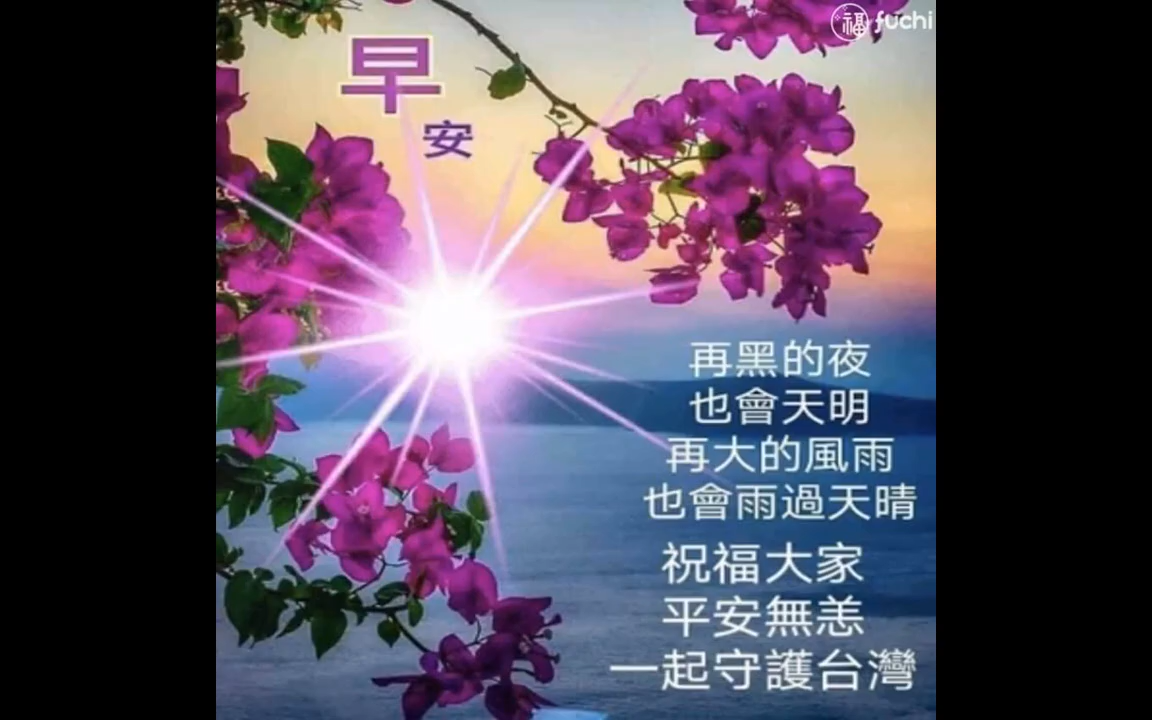 福 fuchi
早
安
再黑的夜
也會天明
再大的風雨
也會雨過天晴
祝福大家
平安無恙
一起守護台灣